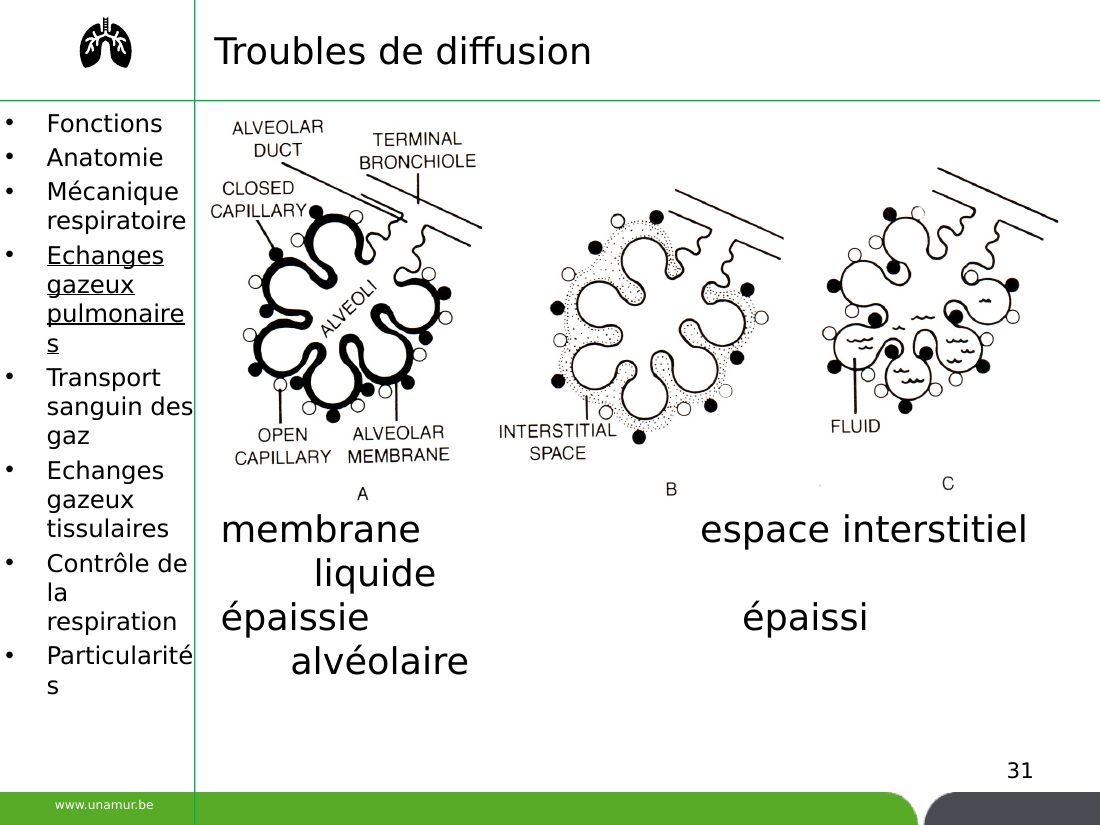 Troubles de diffusion
• Fonctions
• Anatomie
• Mécanique
respiratoire
• Echanges
gazeux
pulmonaire
s
• Transport
sanguin des
gaz
• Echanges
gazeux
tissulaires
• Contrôle de
la
respiration
• Particularité
s
ALVEOLAR
DUCT
TERMINAL
BRONCHIOLE
CLOSED
CAPILLARY
ALVEOLI
OPEN
CAPILLARY
ALVEOLAR
MEMBRANE
A
INTERSTITIAL
SPACE
B
FLUID
C
membrane espace interstitiel
liquide
épaissie épaissi
alvéolaire
31
www.unamur.be